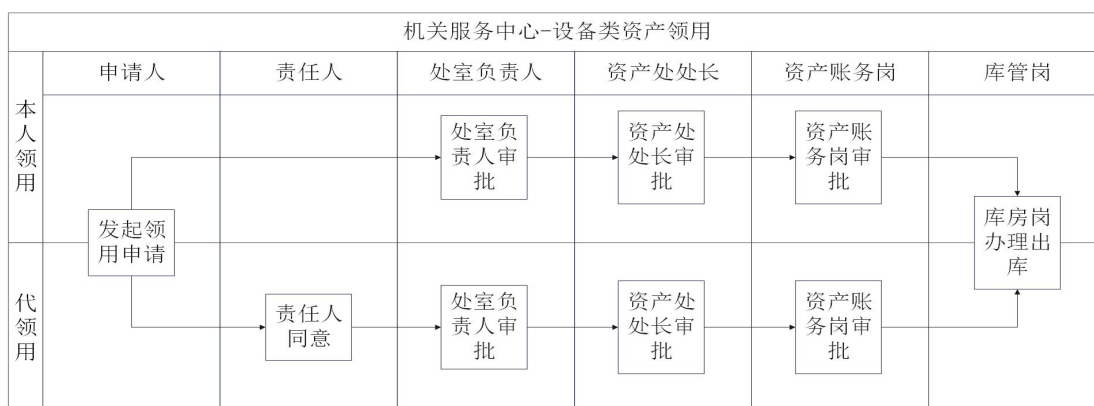 机关服务中心-设备类资产领用
申请人
责任人
处室负责人
资产处处长
资产账务岗
库管岗
本
人
领
用
处室负
责人审
批
资产处
处长审
批
资产账
务岗审
批
发起领
用申请
库房岗
办理出
库
代
领
用
责任人
同意
处室负
责人审
批
资产处
处长审
批
资产账
务岗审
批